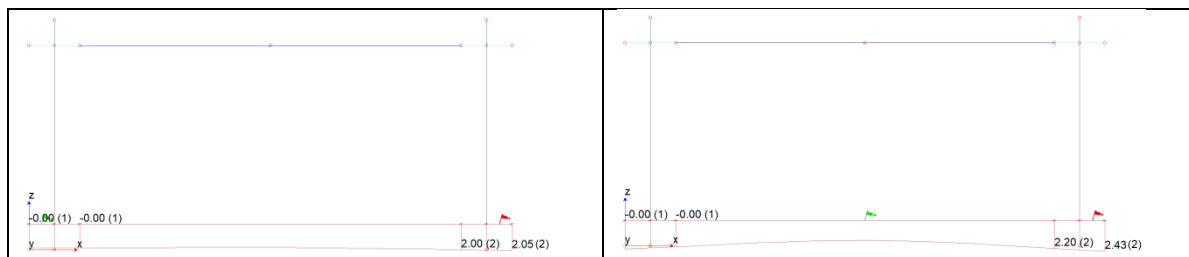 z
-0.00 (1) -0.00 (1)
y x
2.00 (2) 2.05 (2)
z
-0.00 (1) -0.00 (1)
y x
2.20 (2) 2.43 (2)